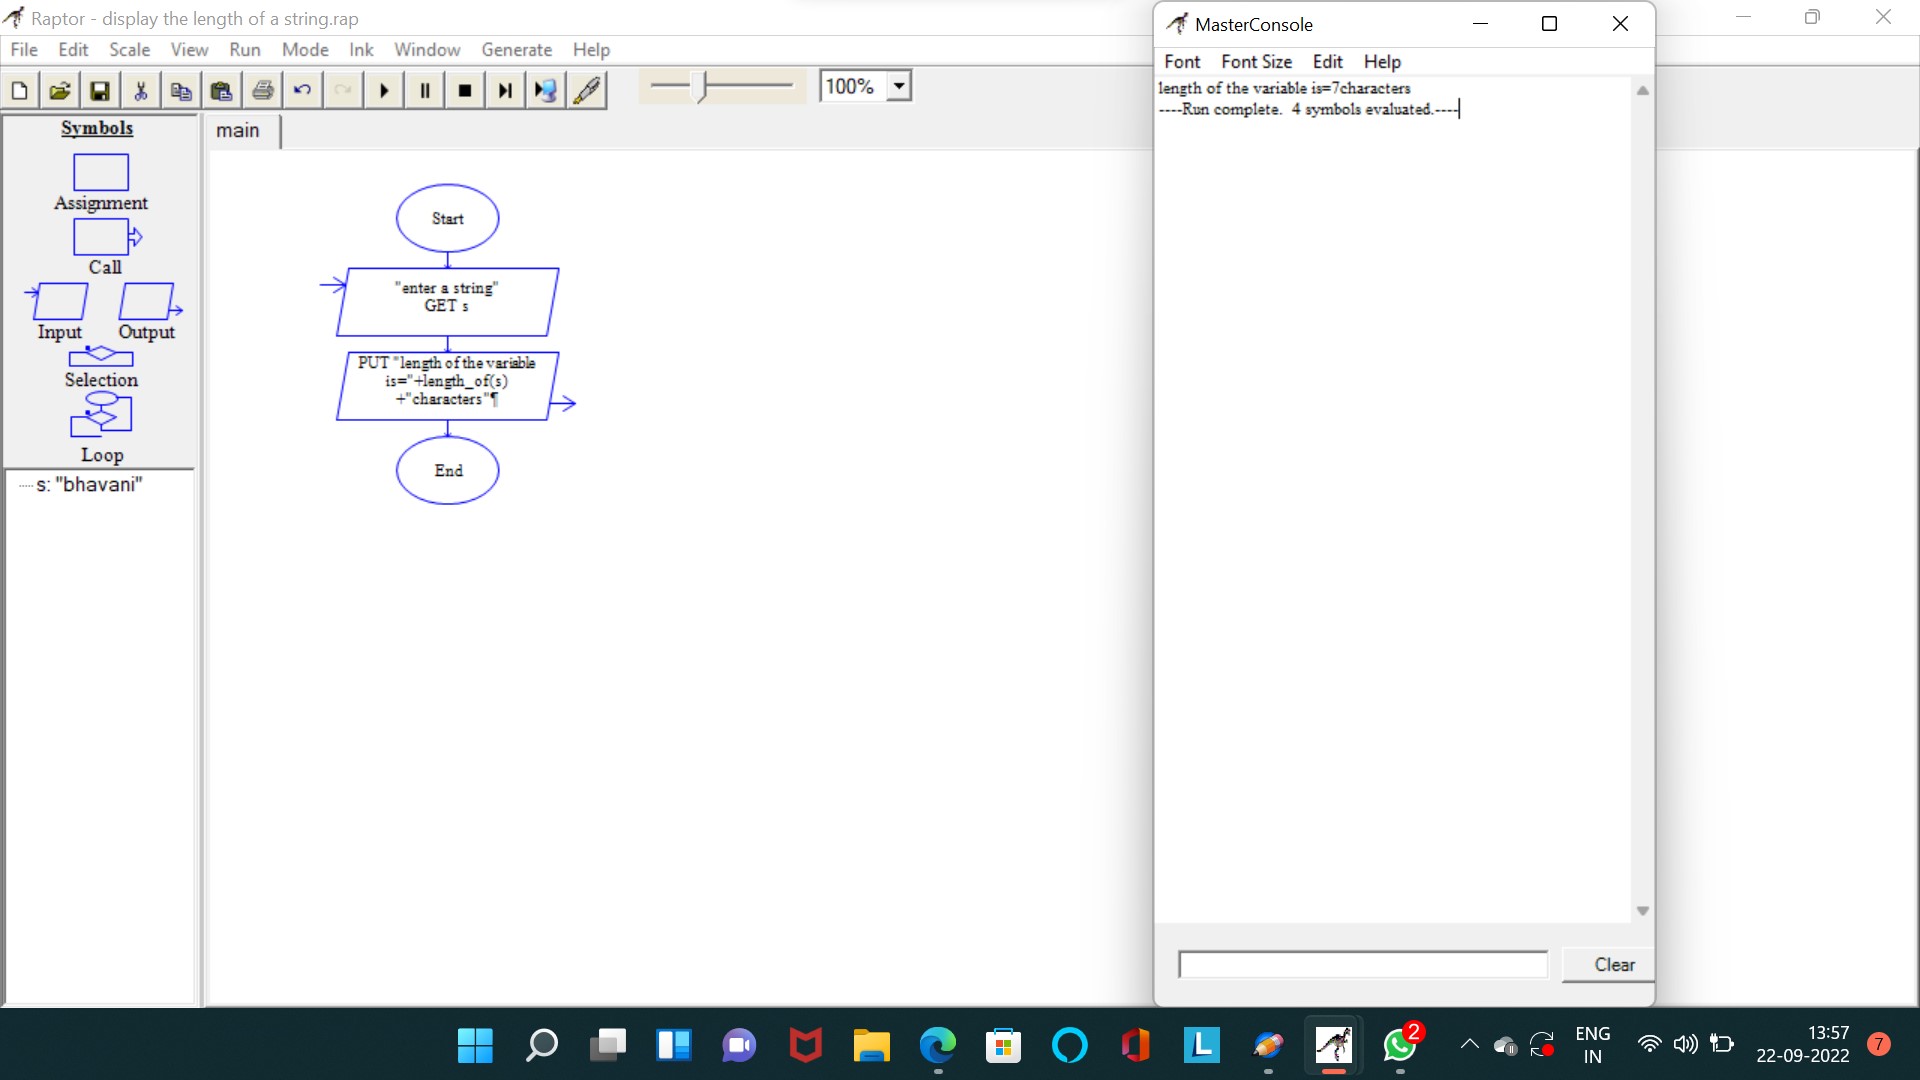 Raptor - display the length of a string.rap
File Edit Scale View Run Mode Ink Window Generate Help
100%
Symbols
Assignment
Call
Input Output
Selection
Loop
s: "bhavani"
main
Start
"enter a string"
GET s
PUT "length of the variable
is="+length_of(s)
+"characters"¶
End
MasterConsole
Font Font Size Edit Help
length of the variable is=7characters
----Run complete.  4 symbols evaluated.----
Clear
L
2
ENG
IN
13:57
22-09-2022
7